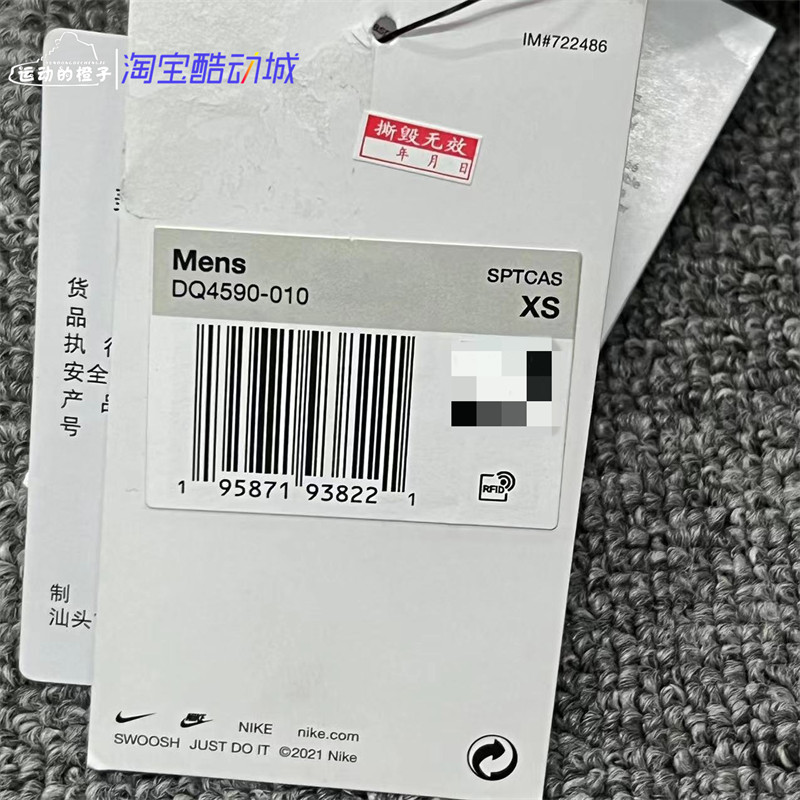 运动的橙子
淘宝酷动城
IM#722486
撕毁无效
年 月 日
Mens
DQ4590-010
SPTCAS
XS
1 95871 93822 1
RFID
货
品
执
安全
产 品
号
制
汕头
NIKE nike.com
SWOOSH JUST DO IT ©2021 Nike